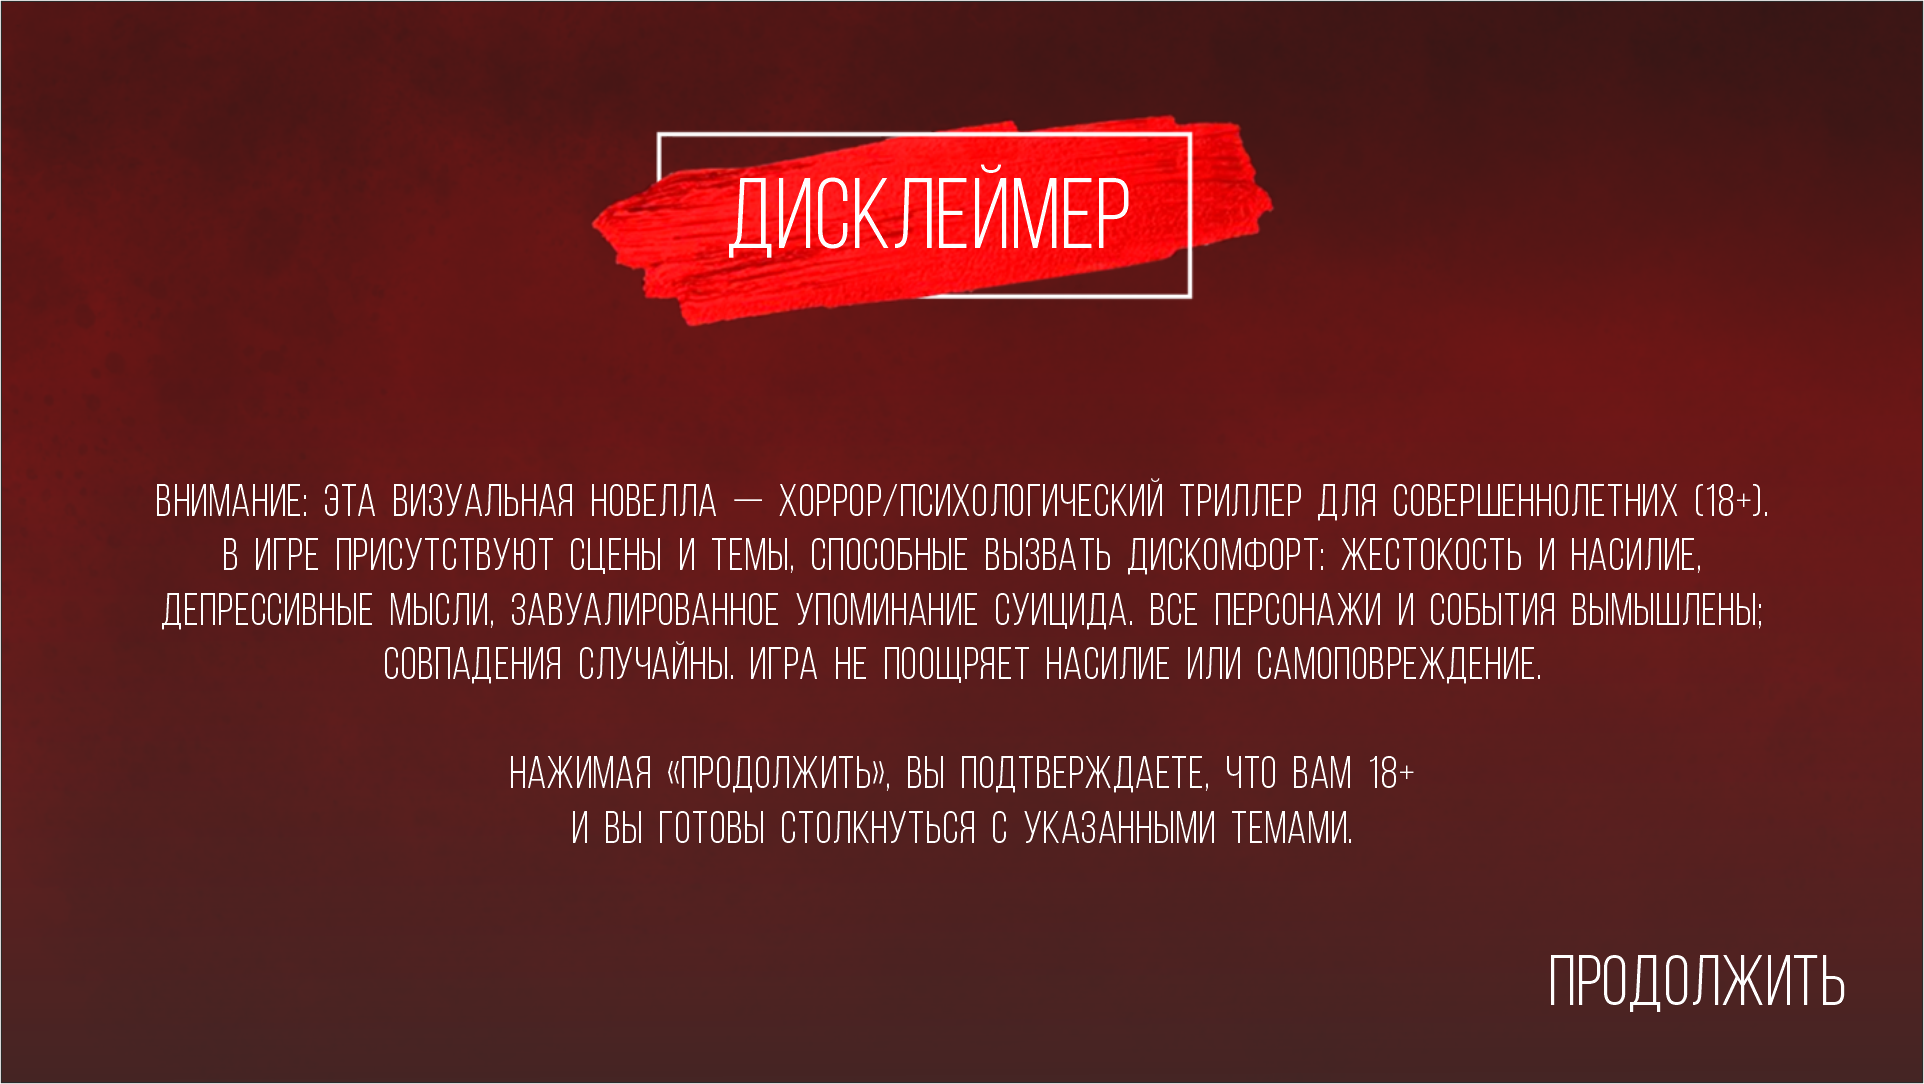 ДИСКЛЕЙМЕР
ВНИМАНИЕ: ЭТА ВИЗУАЛЬНАЯ НОВЕЛЛА — ХОРРОР/ПСИХОЛОГИЧЕСКИЙ ТРИЛЛЕР ДЛЯ СОВЕРШЕННОЛЕТНИХ (18+).
В ИГРЕ ПРИСУТСТВУЮТ СЦЕНЫ И ТЕМЫ, СПОСОБНЫЕ ВЫЗВАТЬ ДИСКОМФОРТ: ЖЕСТОКОСТЬ И НАСИЛИЕ,
ДЕПРЕССИВНЫЕ МЫСЛИ, ЗАВУАЛИРОВАННОЕ УПОМИНАНИЕ СУИЦИДА. ВСЕ ПЕРСОНАЖИ И СОБЫТИЯ ВЫМЫШЛЕНЫ;
СОВПАДЕНИЯ СЛУЧАЙНЫ. ИГРА НЕ ПООЩРЯЕТ НАСИЛИЕ ИЛИ САМОПОВРЕЖДЕНИЕ.
НАЖИМАЯ «ПРОДОЛЖИТЬ», ВЫ ПОДТВЕРЖДАЕТЕ, ЧТО ВАМ 18+
И ВЫ ГОТОВЫ СТОЛКНУТЬСЯ С УКАЗАННЫМИ ТЕМАМИ.
ПРОДОЛЖИТЬ